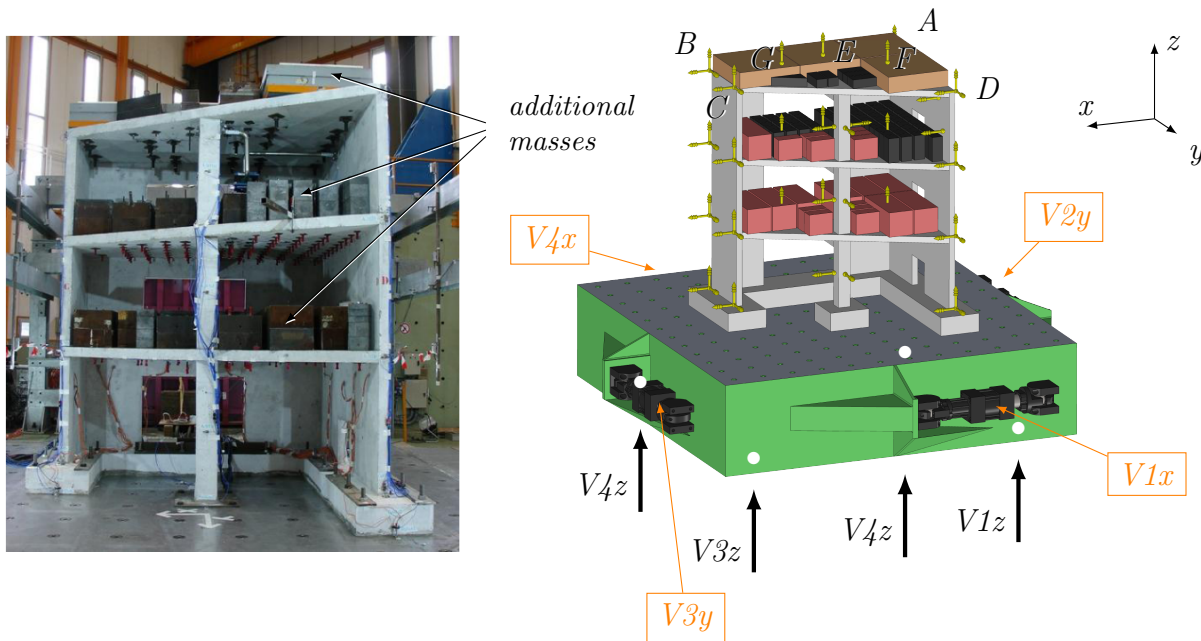 additional
masses
A
B
G
E
F
C
D
z
x
y
V4x
V2y
V4z
V3z
V4z
V1z
V1x
V3y